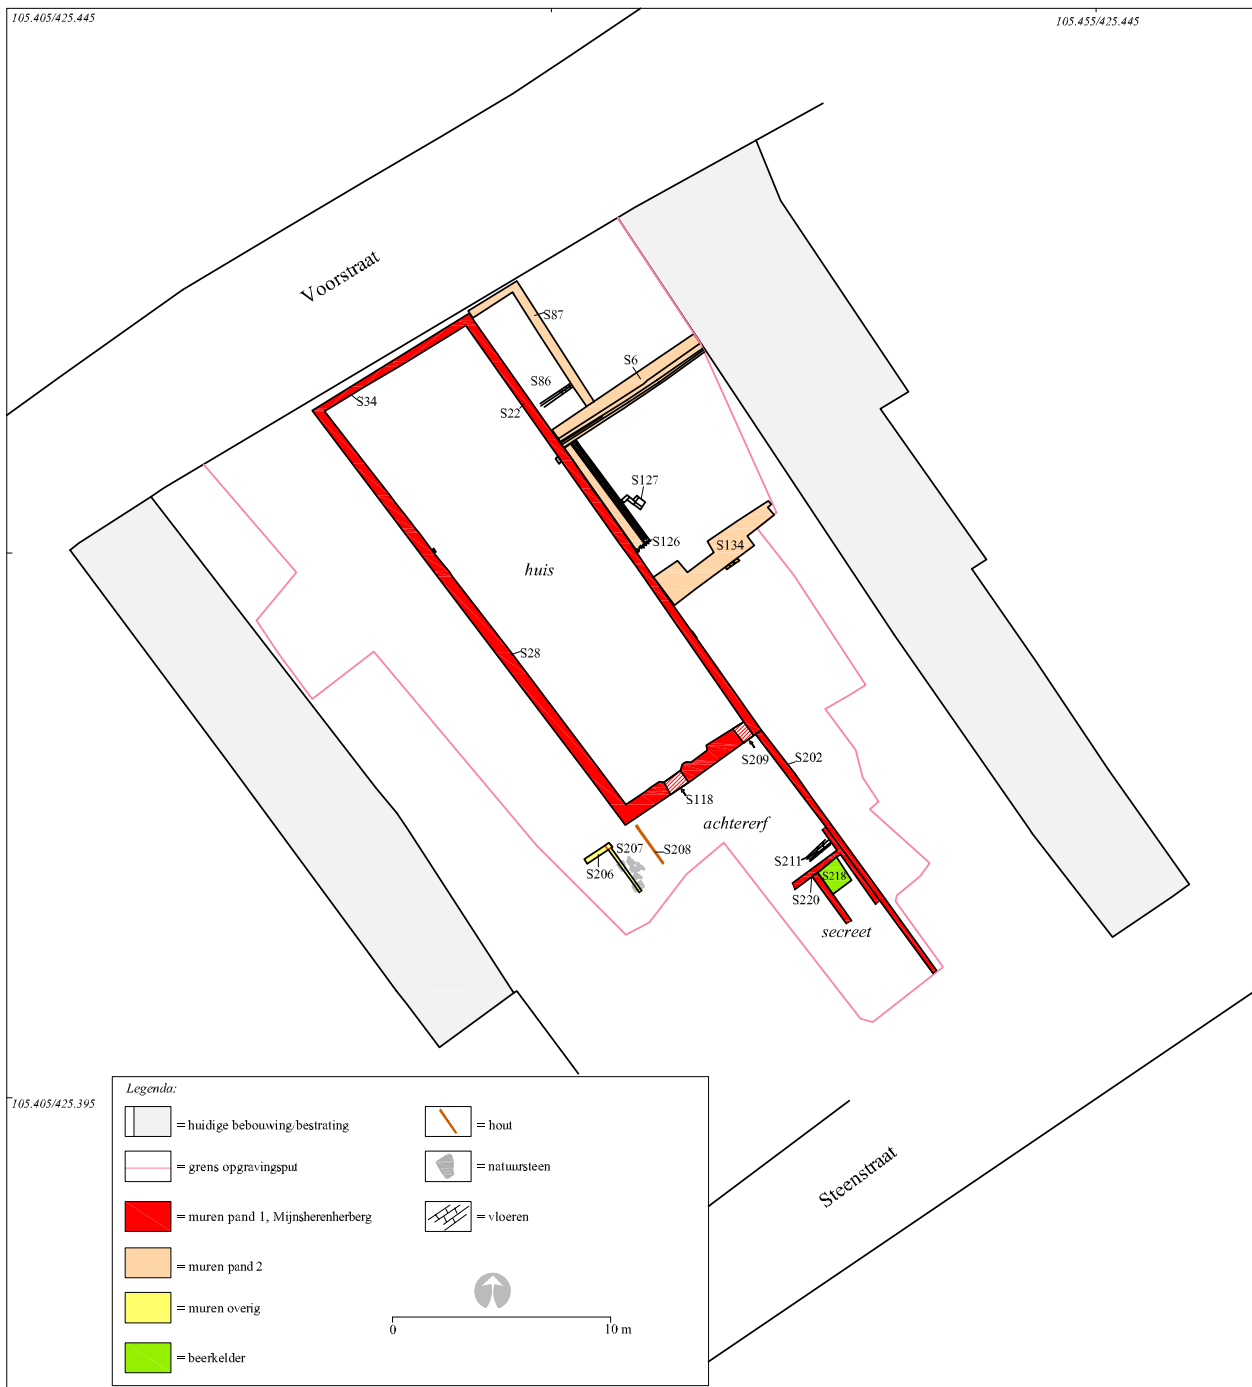 105.405/425.445
105.455/425.445
Voorstraat
S87
S6
S86
S34
S22
S127
S126
S134
huis
S28
S209
S202
S118
achtererf
S207
S208
S206
S211
S218
S220
secreet
105.405/425.395
Legenda:
= huidige bebouwing/bestrating
= grens opgravingsput
= muren pand 1, Mijnsherenherberg
= muren pand 2
= muren overig
= beerkelder
= hout
= natuursteen
= vloeren
0
10 m
Steenstraat